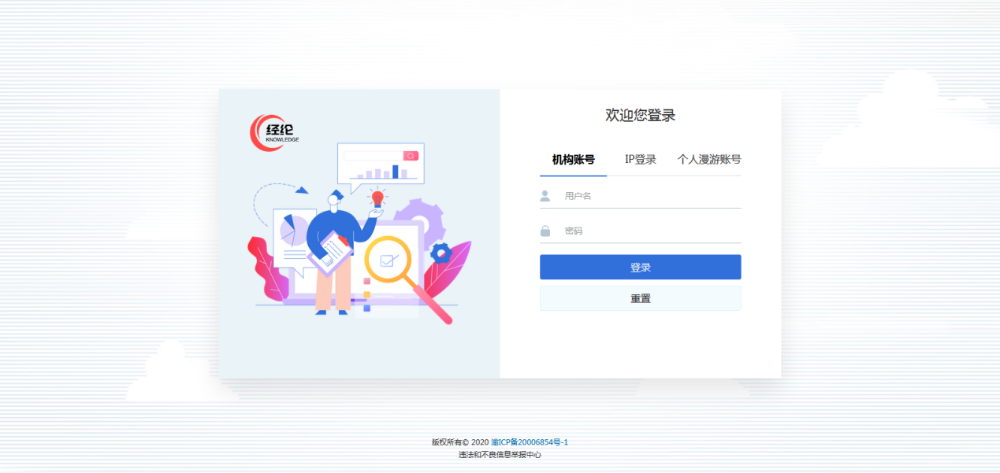 经纶
KNOWLEDGE
欢迎您登录
机构账号 IP登录 个人漫游账号
用户名
密码
登录
重置
版权所有© 2020 渝ICP备20006854号-1
违法和不良信息举报中心